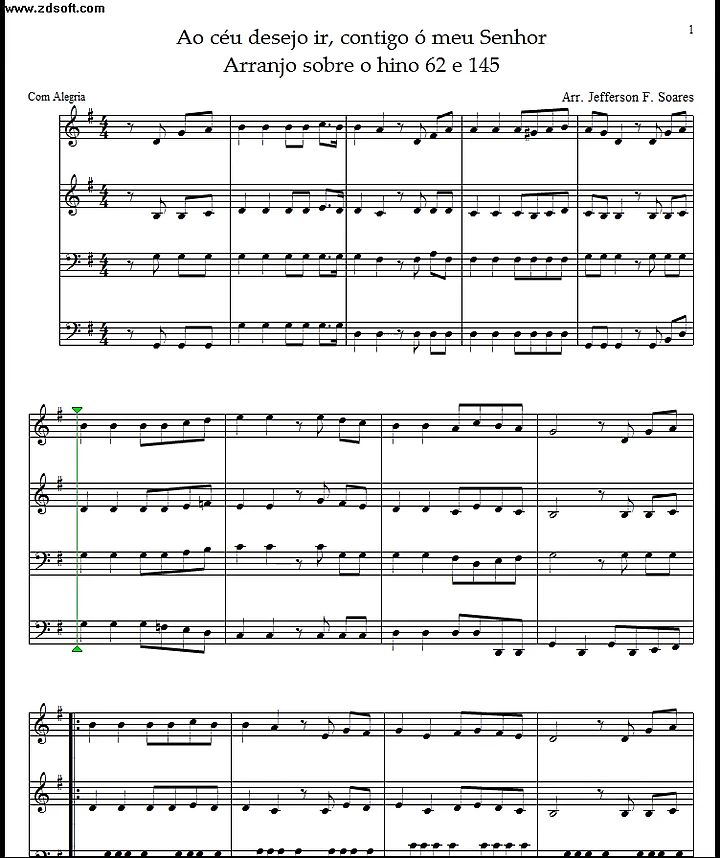 www.zdsoft.com
1
Ao céu desejo ir, contigo ó meu Senhor
Arranjo sobre o hino 62 e 145
Com Alegria
Arr. Jefferson F. Soares